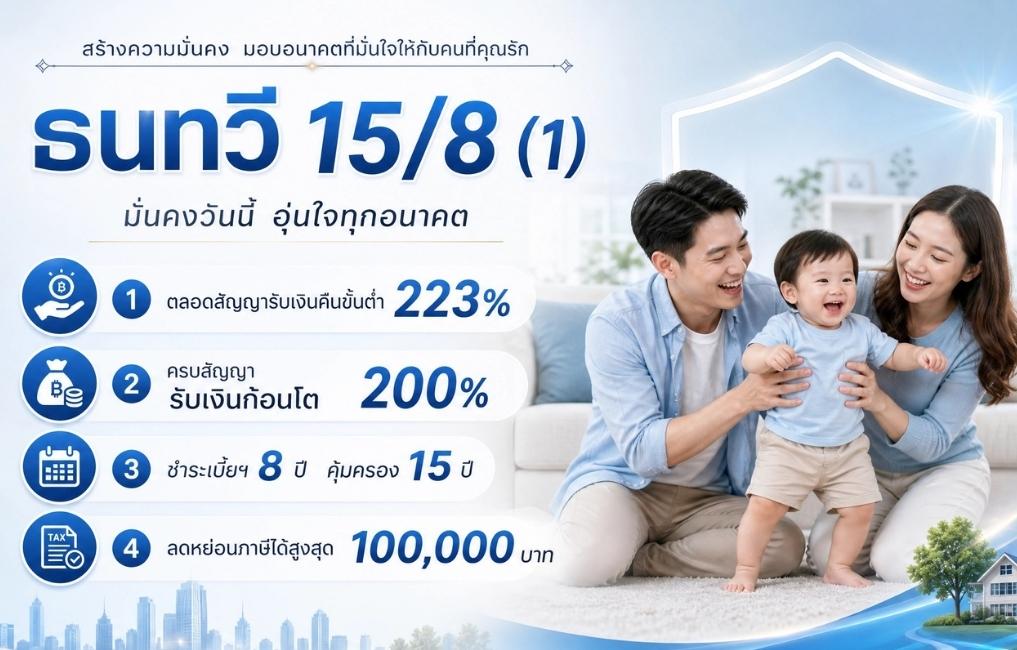 สร้างความมั่นคง มอบอนาคตที่มั่นใจให้กับคนที่คุณรัก
ธนทวี 15/8 (1)
มั่นคงวันนี้ อุ่นใจทุกอนาคต
1 ตลอดสัญญารับเงินคืนขั้นต่ำ 223%
2 ครบสัญญา
รับเงินก้อนโต 200%
3 ชำระเบี้ยฯ 8 ปี คุ้มครอง 15 ปี
TAX
4 ลดหย่อนภาษีได้สูงสุด 100,000 บาท